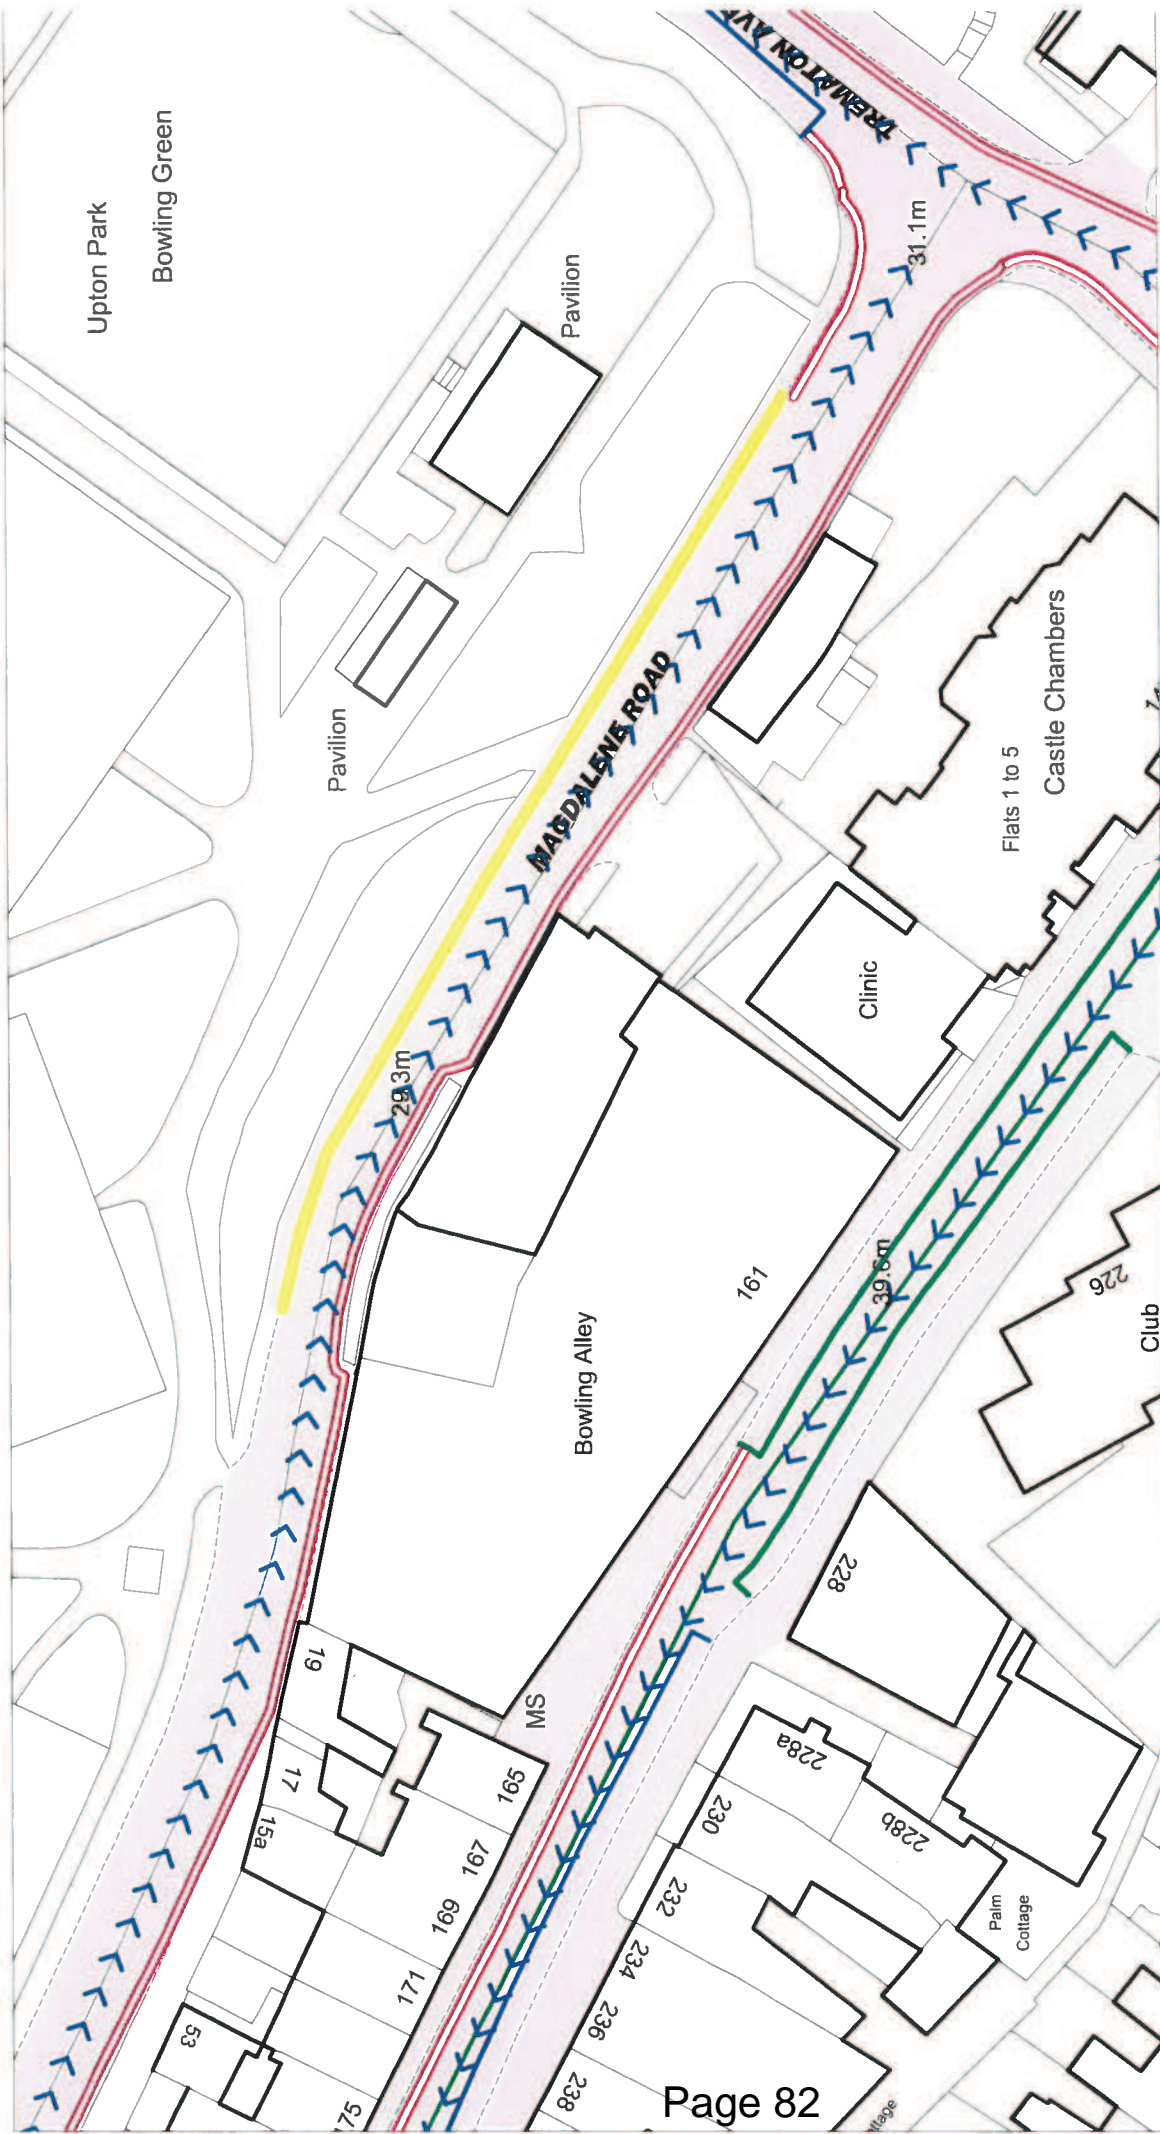 Upton Park
Bowling Green
TREMATON AV
Pavilion
31.1m
Pavilion
MAGDALENE ROAD
Castle Chambers
Flats 1 to 5
Clinic
29.3m
161
39.6m
226
Club
Bowling Alley
228
19
MS
17
15a
165
167
169
171
228a
230
228b
232
234
236
238
Palm
Cottage
53
75
ttage
Page 82